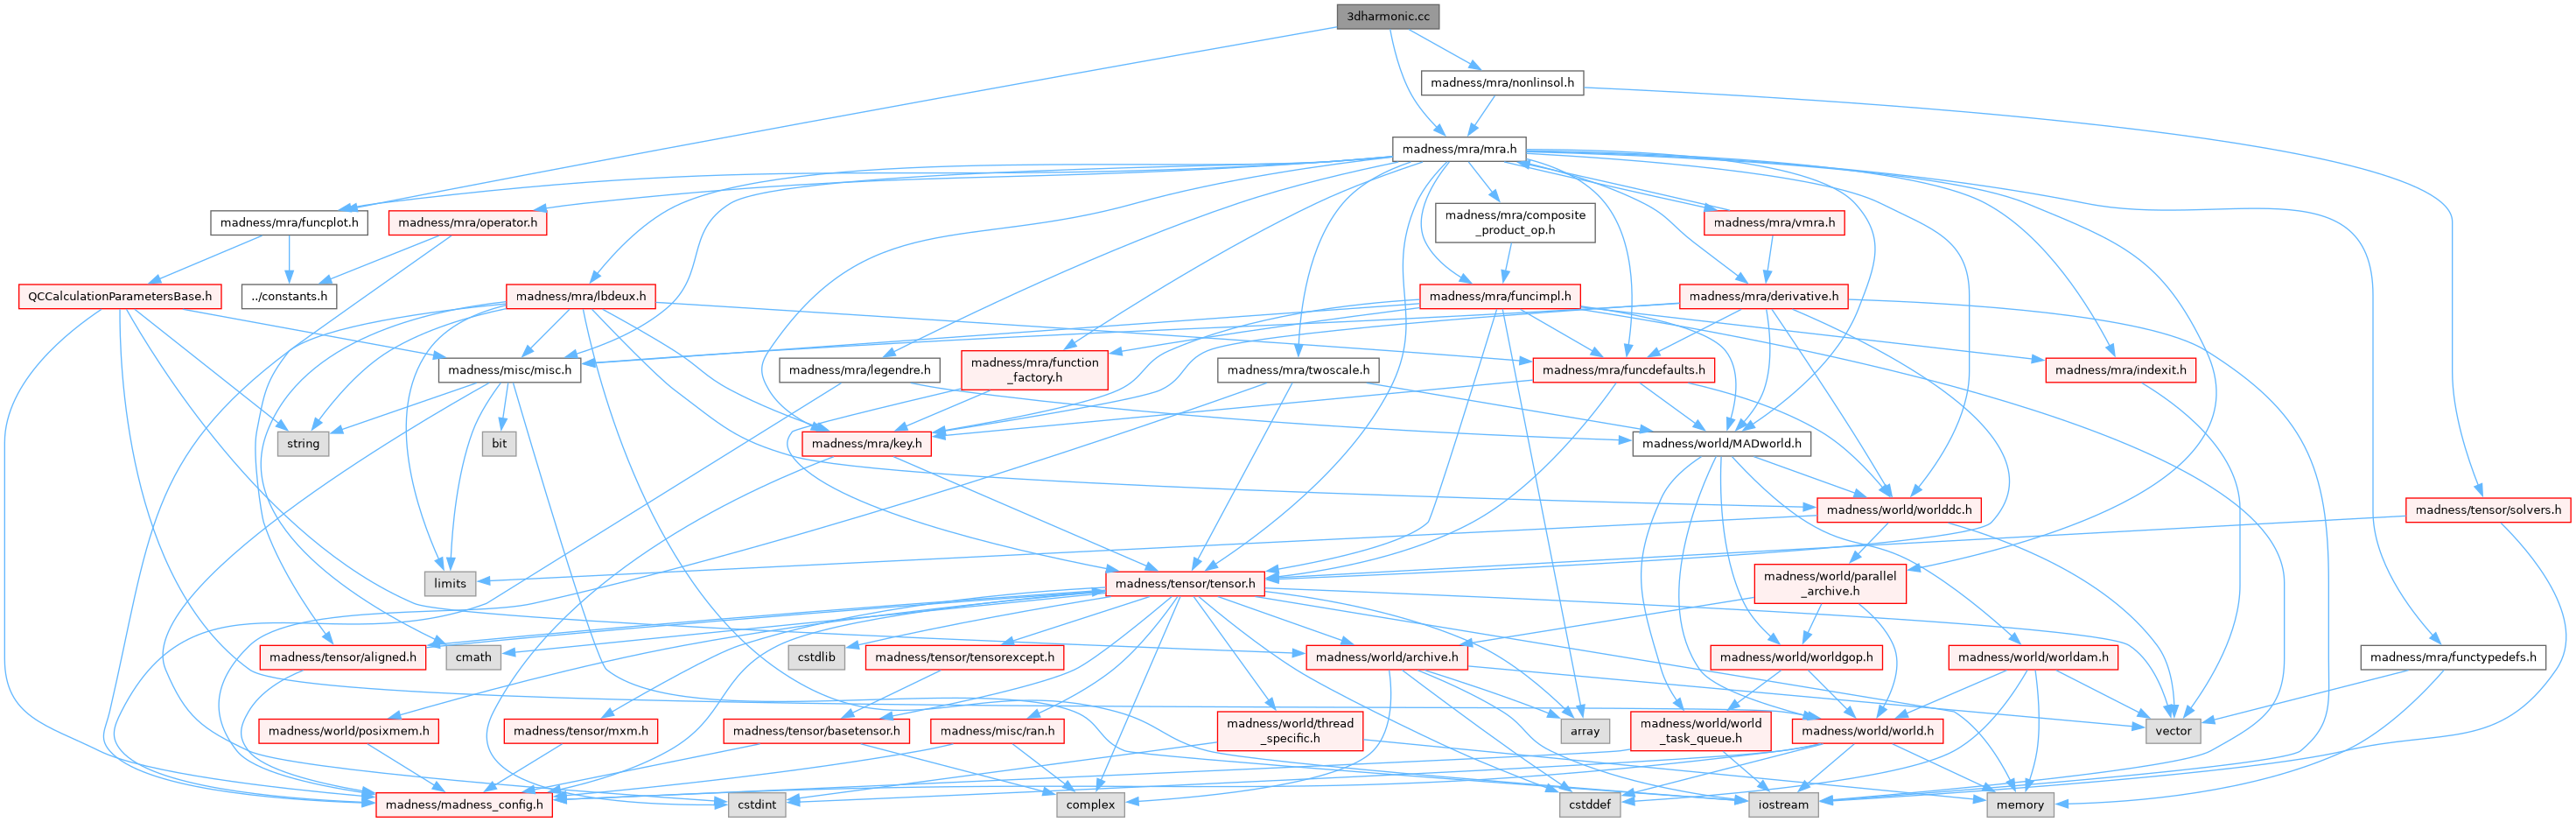 3dharmonic.cc
madness/mra/nonlinsol.h
madness/mra/mra.h
madness/mra/funcplot.h
madness/mra/operator.h
madness/mra/composite
_product_op.h
madness/mra/vmra.h
QCCalculationParametersBase.h
../constants.h
madness/mra/lbdeux.h
madness/mra/funcimpl.h
madness/mra/derivative.h
madness/misc/misc.h
madness/mra/legendre.h
madness/mra/function
_factory.h
madness/mra/twoscale.h
madness/mra/funcdefaults.h
madness/mra/indexit.h
string
bit
madness/mra/key.h
madness/world/MADworld.h
madness/world/worlddc.h
madness/tensor/solvers.h
limits
madness/tensor/tensor.h
madness/world/parallel
_archive.h
madness/tensor/aligned.h
cmath
cstdlib
madness/tensor/tensorexcept.h
madness/world/archive.h
madness/world/worldgop.h
madness/world/worldam.h
madness/mra/functypedefs.h
madness/world/posixmem.h
madness/tensor/mxm.h
madness/tensor/basetensor.h
madness/misc/ran.h
madness/world/thread
_specific.h
array
madness/world/world
_task_queue.h
madness/world/world.h
vector
madness/madness_config.h
cstdint
complex
cstddef
iostream
memory